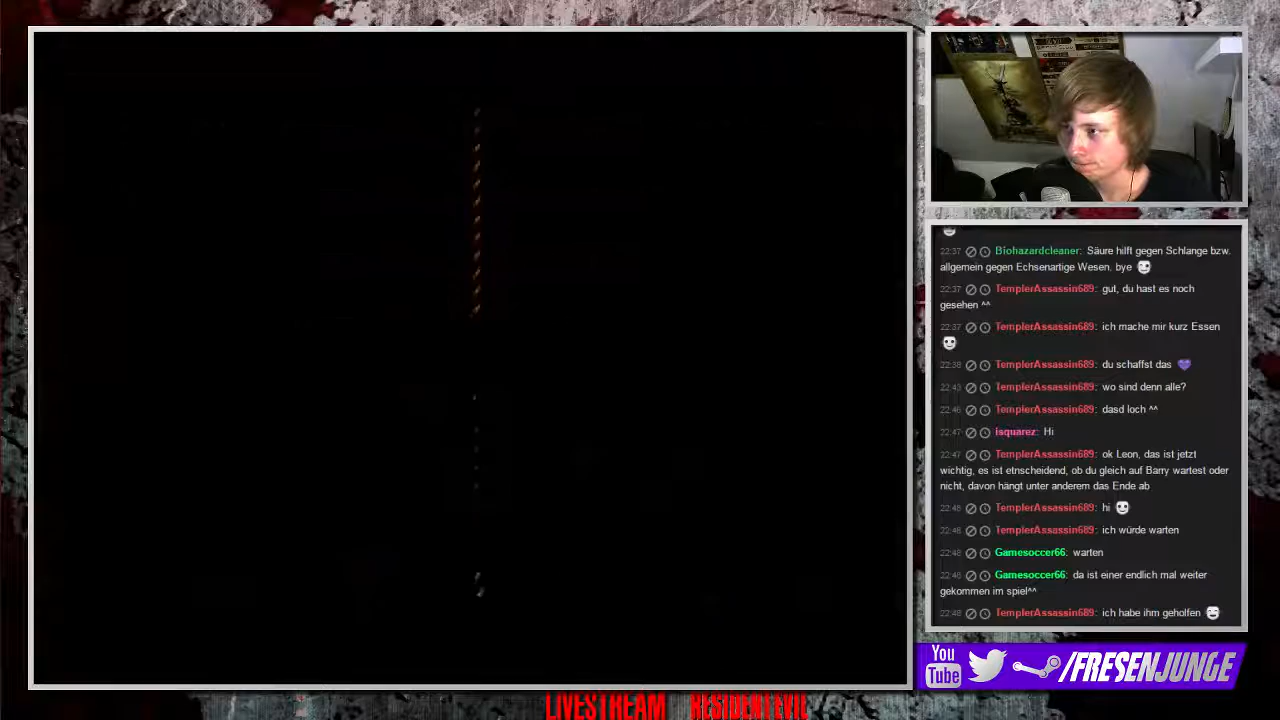 22:37 Biohazardcleaner: Säure hilft gegen Schlange bzw.
allgemein gegen Echsenartige Wesen. bye
22:37 TemplerAssassin689: gut, du hast es noch
gesehen ^^
22:37 TemplerAssassin689: ich mache mir kurz Essen
22:38 TemplerAssassin689: du schaffst das
22:43 TemplerAssassin689: wo sind denn alle?
22:46 TemplerAssassin689: dasd loch ^^
22:47 isquarez: Hi
22:47 TemplerAssassin689: ok Leon, das ist jetzt
wichtig, es ist etnscheidend, ob du gleich auf Barry wartest oder
nicht, davon hängt unter anderem das Ende ab
22:48 TemplerAssassin689: hi
22:48 TemplerAssassin689: ich würde warten
22:48 Gamesoccer66: warten
22:48 Gamesoccer66: da ist einer endlich mal weiter
gekommen im spiel^^
22:48 TemplerAssassin689: ich habe ihm geholfen
You
Tube
/FRESENJUNGE
LIVESTREAM RESIDENT EVIL